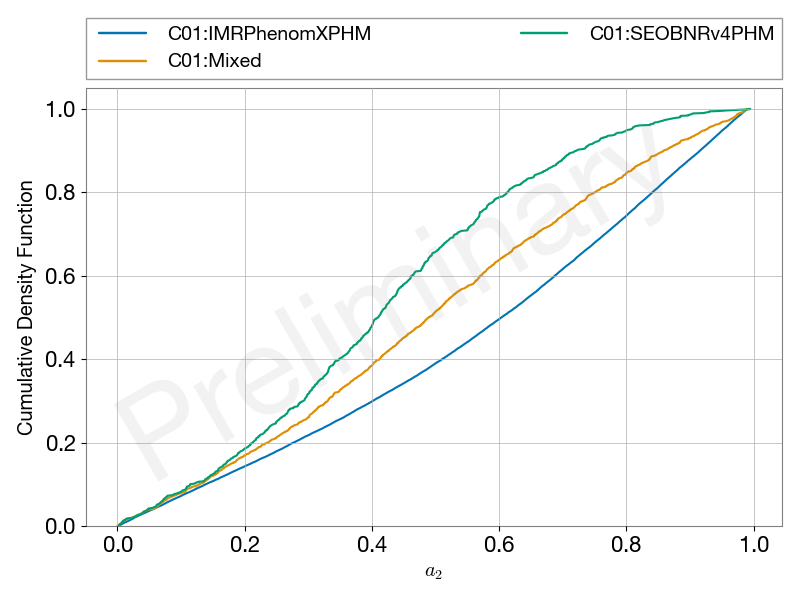 C01:IMRPhenomXPHM
C01:Mixed
C01:SEOBNRv4PHM
Cumulative Density Function
1.0
0.8
0.6
0.4
0.2
0.0
Preliminary
0.0 0.2 0.4 0.6 0.8 1.0
a₂